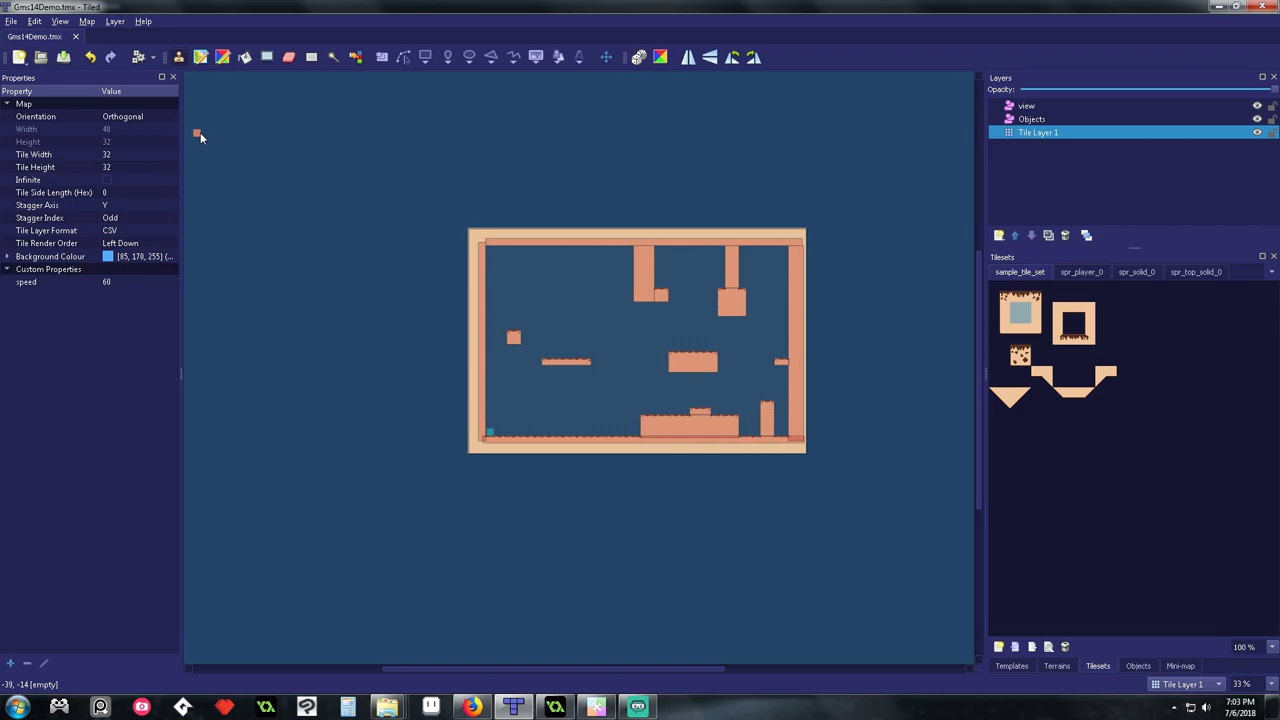 Gms14Demo.tmx - Tiled
File Edit View Map Layer Help
Gms14Demo.tmx
Properties
Property Value
Map
Orientation Orthogonal
Width 48
Height 32
Tile Width 32
Tile Height 32
Infinite
Tile Side Length (Hex) 0
Stagger Axis Y
Stagger Index Odd
Tile Layer Format CSV
Tile Render Order Left Down
Background Colour [85, 170, 255] (...
Custom Properties
speed 60
-39, -14 [empty]
Layers
Opacity:
view
Objects
Tile Layer 1
Tilesets
sample_tile_set spr_player_0 spr_solid_0 spr_top_solid_0
100 %
Templates Terrains Tilesets Objects Mini-map
Tile Layer 1 33 %
7:03 PM
7/6/2018